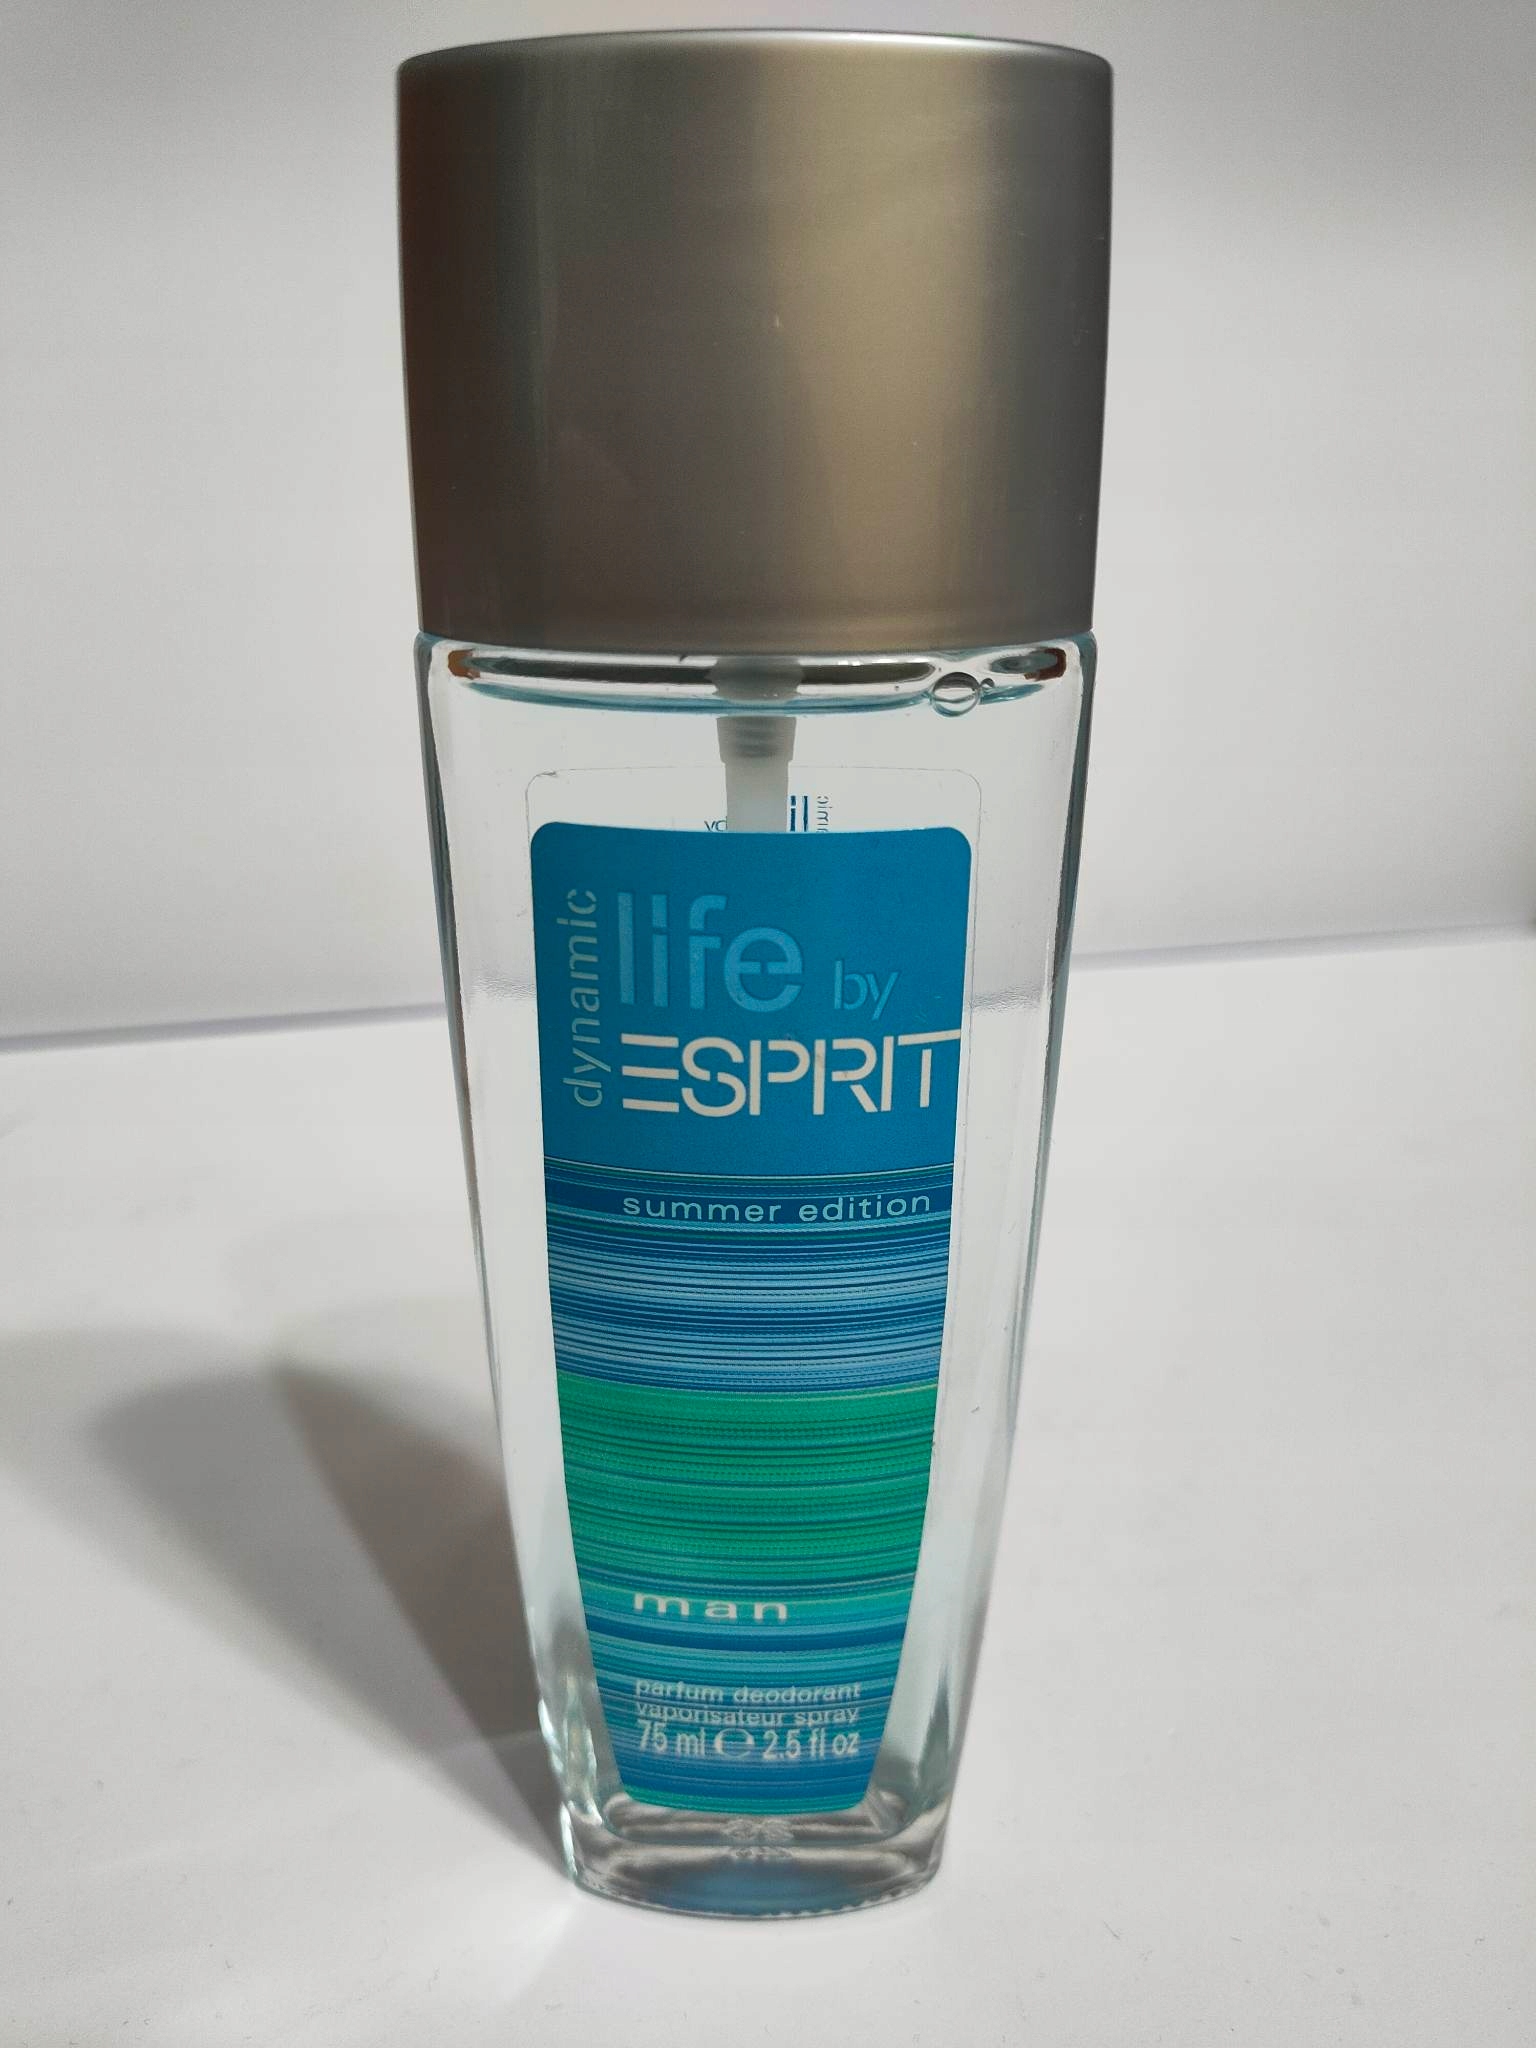 dynamic
life by
ESPRIT
summer edition
man
parfum deodorant
vaporisateur spray
75 ml e 2.5 fl oz